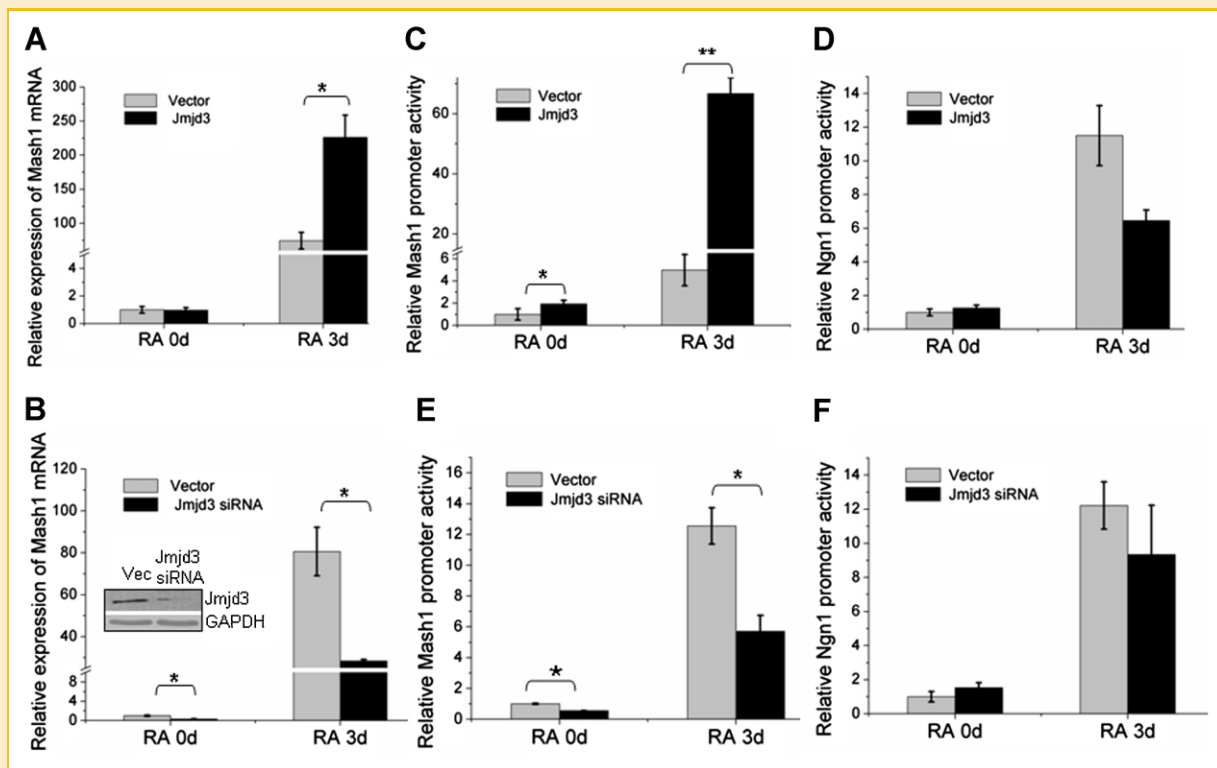 A
Relative expression of Mash1 mRNA
300
250
200
150
100
4
2
0
Vector
Jmjd3
*
RA 0d
RA 3d
C
Relative Mash1 promoter activity
60
40
20
6
4
2
0
Vector
Jmjd3
*
**
RA 0d
RA 3d
D
Relative Ngn1 promoter activity
14
12
10
8
6
4
2
0
Vector
Jmjd3
RA 0d
RA 3d
B
Relative expression of Mash1 mRNA
120
100
80
60
40
8
4
0
Vector
Jmjd3 siRNA
Vec
Jmjd3
siRNA
Jmjd3
GAPDH
*
*
RA 0d
RA 3d
E
Relative Mash1 promoter activity
16
14
12
10
8
6
4
2
0
Vector
Jmjd3 siRNA
*
*
RA 0d
RA 3d
F
Relative Ngn1 promoter activity
14
12
10
8
6
4
2
0
Vector
Jmjd3 siRNA
RA 0d
RA 3d